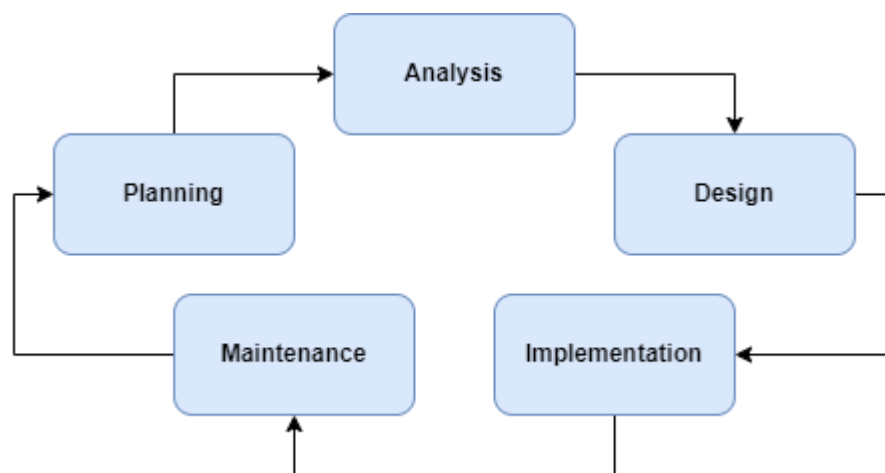 Analysis
Planning
Design
Maintenance
Implementation